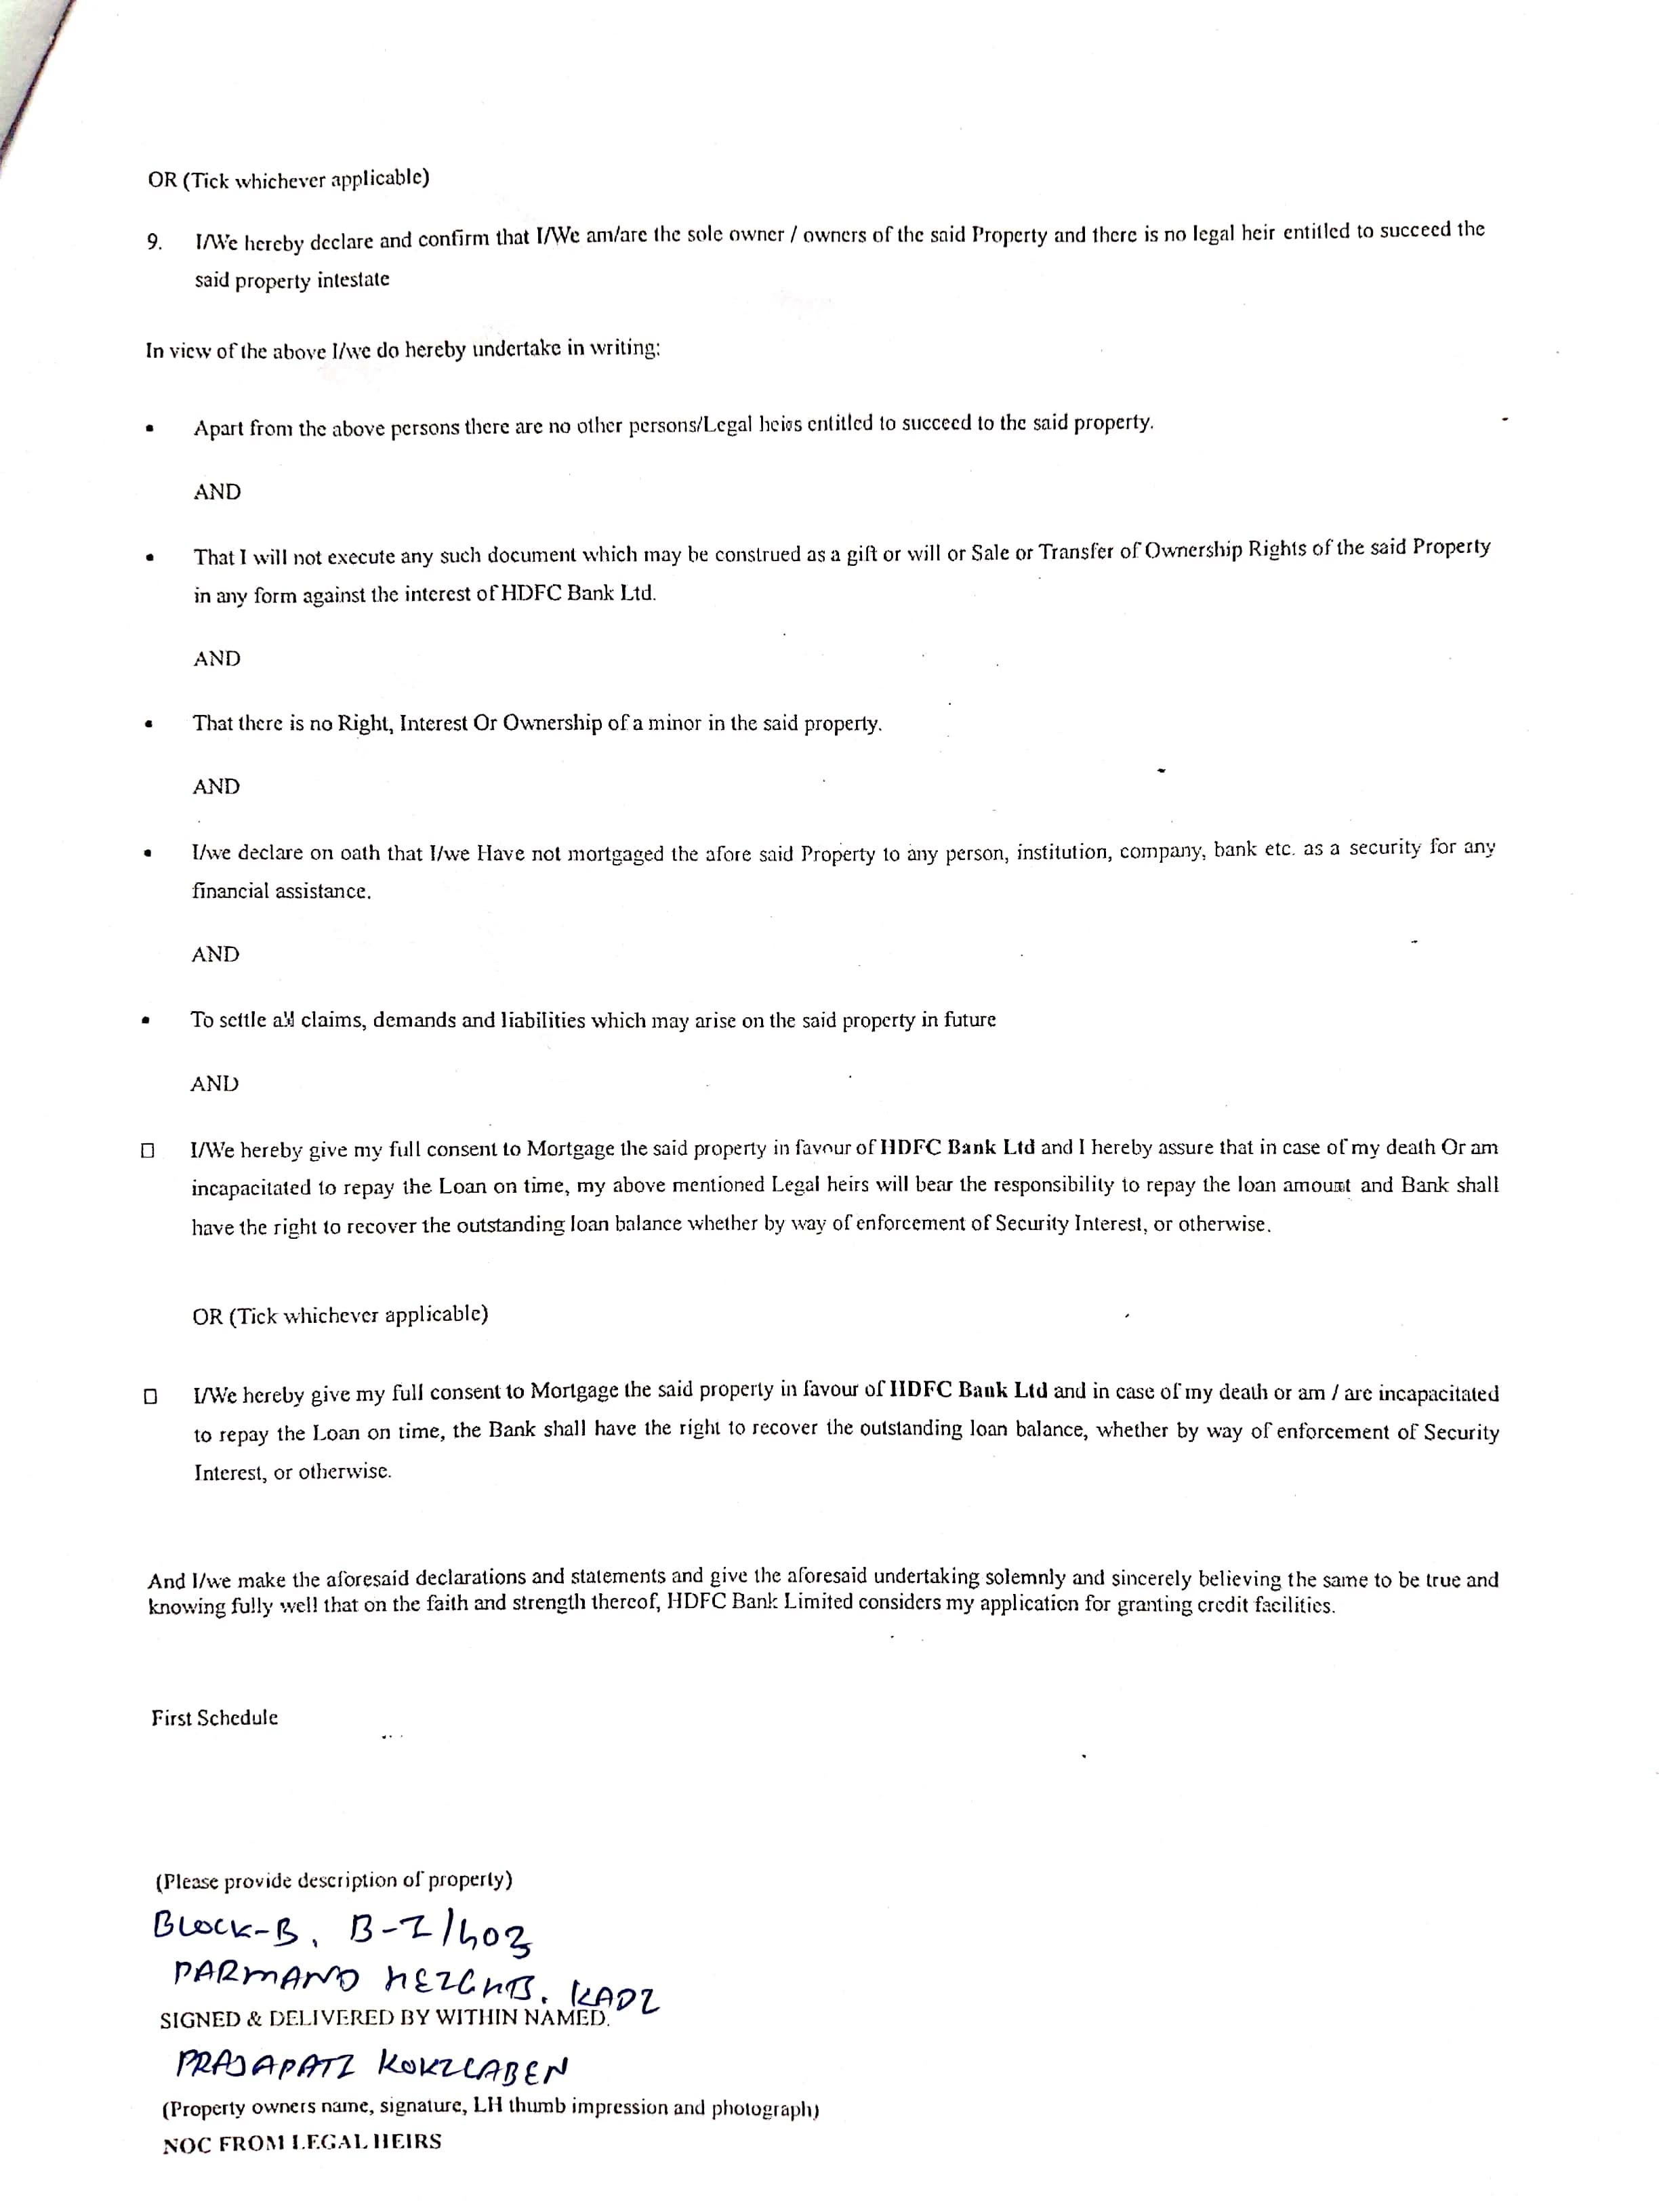 OR (Tick whichever applicable)
9. I/We hereby declare and confirm that I/We am/are the sole owner / owners of the said Property and there is no legal heir entitled to succeed the
said property intestate
In view of the above I/we do hereby undertake in writing:
• Apart from the above persons there are no other persons/Legal heirs entitled to succeed to the said property.
AND
• That I will not execute any such document which may be construed as a gift or will or Sale or Transfer of Ownership Rights of the said Property
in any form against the interest of HDFC Bank Ltd.
AND
• That there is no Right, Interest Or Ownership of a minor in the said property.
AND
• I/we declare on oath that I/we Have not mortgaged the afore said Property to any person, institution, company, bank etc. as a security for any
financial assistance.
AND
• To settle all claims, demands and liabilities which may arise on the said property in future
AND
☐ I/We hereby give my full consent to Mortgage the said property in favour of HDFC Bank Ltd and I hereby assure that in case of my death Or am
incapacitated to repay the Loan on time, my above mentioned Legal heirs will bear the responsibility to repay the loan amount and Bank shall
have the right to recover the outstanding loan balance whether by way of enforcement of Security Interest, or otherwise.
OR (Tick whichever applicable)
☐ I/We hereby give my full consent to Mortgage the said property in favour of HDFC Bank Ltd and in case of my death or am / are incapacitated
to repay the Loan on time, the Bank shall have the right to recover the outstanding loan balance, whether by way of enforcement of Security
Interest, or otherwise.
And I/we make the aforesaid declarations and statements and give the aforesaid undertaking solemnly and sincerely believing the same to be true and
knowing fully well that on the faith and strength thereof, HDFC Bank Limited considers my application for granting credit facilities.
First Schedule
(Please provide description of property)
BLOCK-B, B-I/403
PARMAND HEIGHTS. KADI
SIGNED & DELIVERED BY WITHIN NAMED.
PRAJAPATI KOKILABEN
(Property owners name, signature, LH thumb impression and photograph)
NOC FROM LEGAL HEIRS